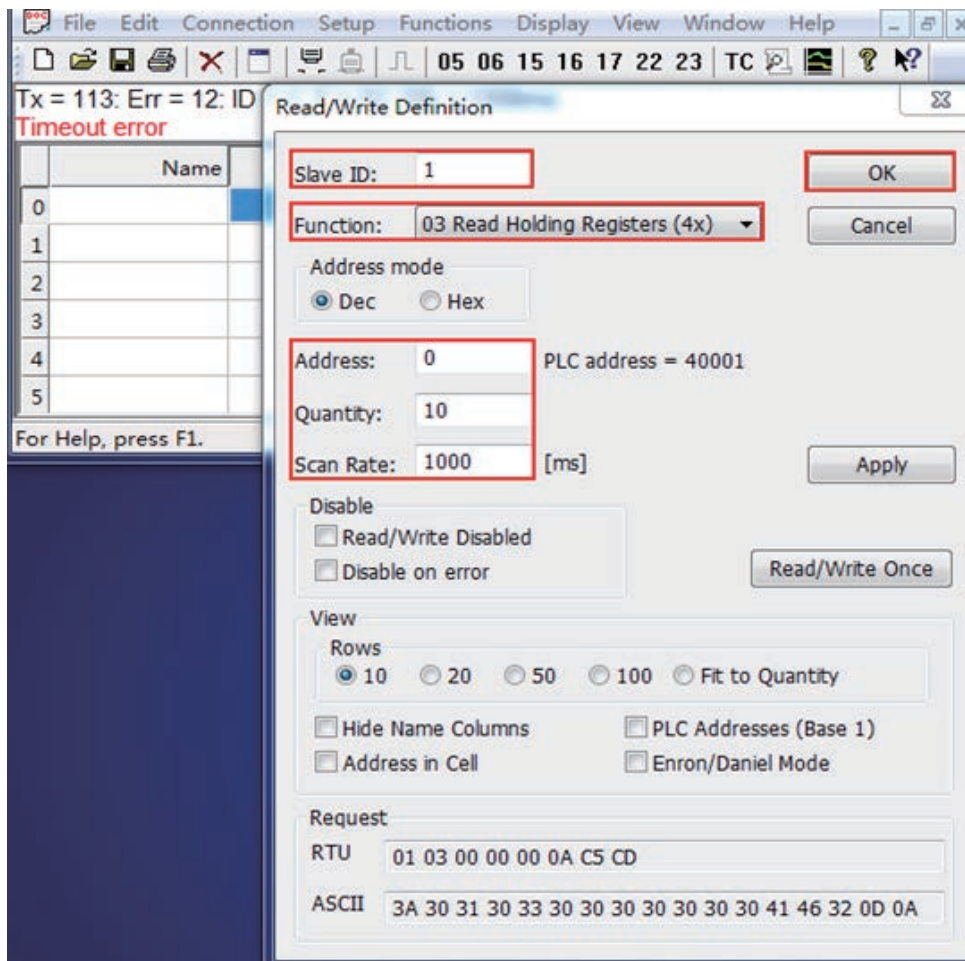 File Edit Connection Setup Functions Display View Window Help
05 06 15 16 17 22 23 TC
Tx = 113: Err = 12: ID
Timeout error
Name
0
1
2
3
4
5
For Help, press F1.
Read/Write Definition
Slave ID: 1
OK
Function: 03 Read Holding Registers (4x)
Cancel
Address mode
Dec Hex
Address: 0 PLC address = 40001
Quantity: 10
Scan Rate: 1000 [ms]
Apply
Disable
Read/Write Disabled
Disable on error
Read/Write Once
View
Rows
10 20 50 100 Fit to Quantity
Hide Name Columns PLC Addresses (Base 1)
Address in Cell Enron/Daniel Mode
Request
RTU 01 03 00 00 00 0A C5 CD
ASCII 3A 30 31 30 33 30 30 30 30 30 30 30 41 46 32 0D 0A